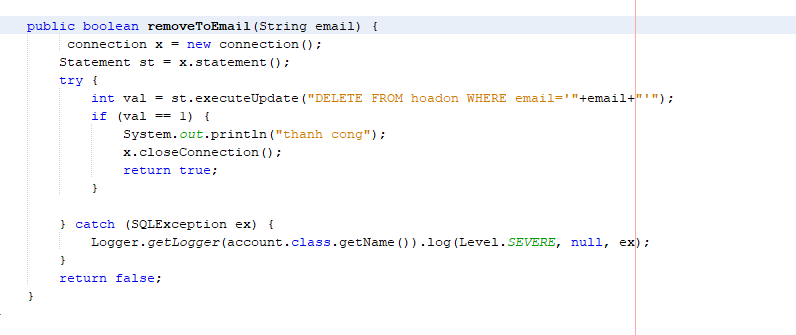 public boolean removeToEmail(String email) {
connection x = new connection();
Statement st = x.statement();
try {
int val = st.executeUpdate("DELETE FROM hoadon WHERE email='"+email+"'");
if (val == 1) {
System.out.println("thanh cong");
x.closeConnection();
return true;
}
} catch (SQLException ex) {
Logger.getLogger(account.class.getName()).log(Level.SEVERE, null, ex);
}
return false;
}